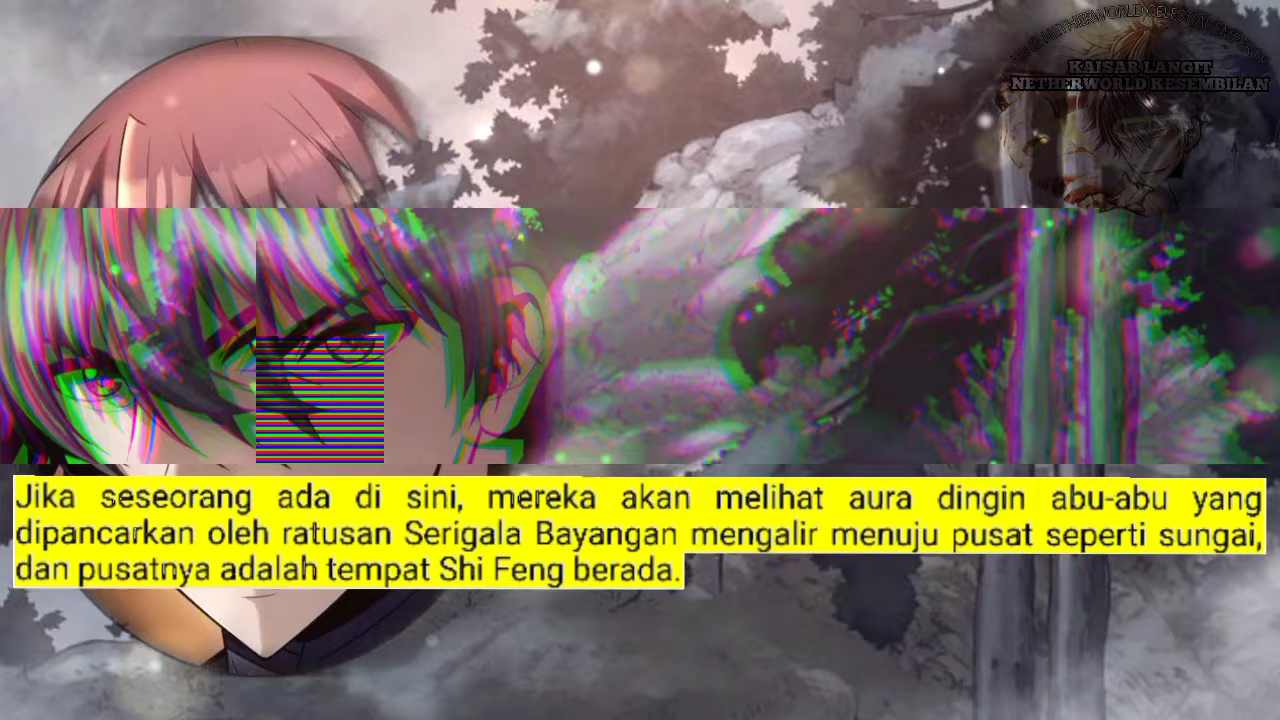 KAISAR LANGIT
NETHERWORLD KESEMBILAN
Jika seseorang ada di sini, mereka akan melihat aura dingin abu-abu yang
dipancarkan oleh ratusan Serigala Bayangan mengalir menuju pusat seperti sungai,
dan pusatnya adalah tempat Shi Feng berada.